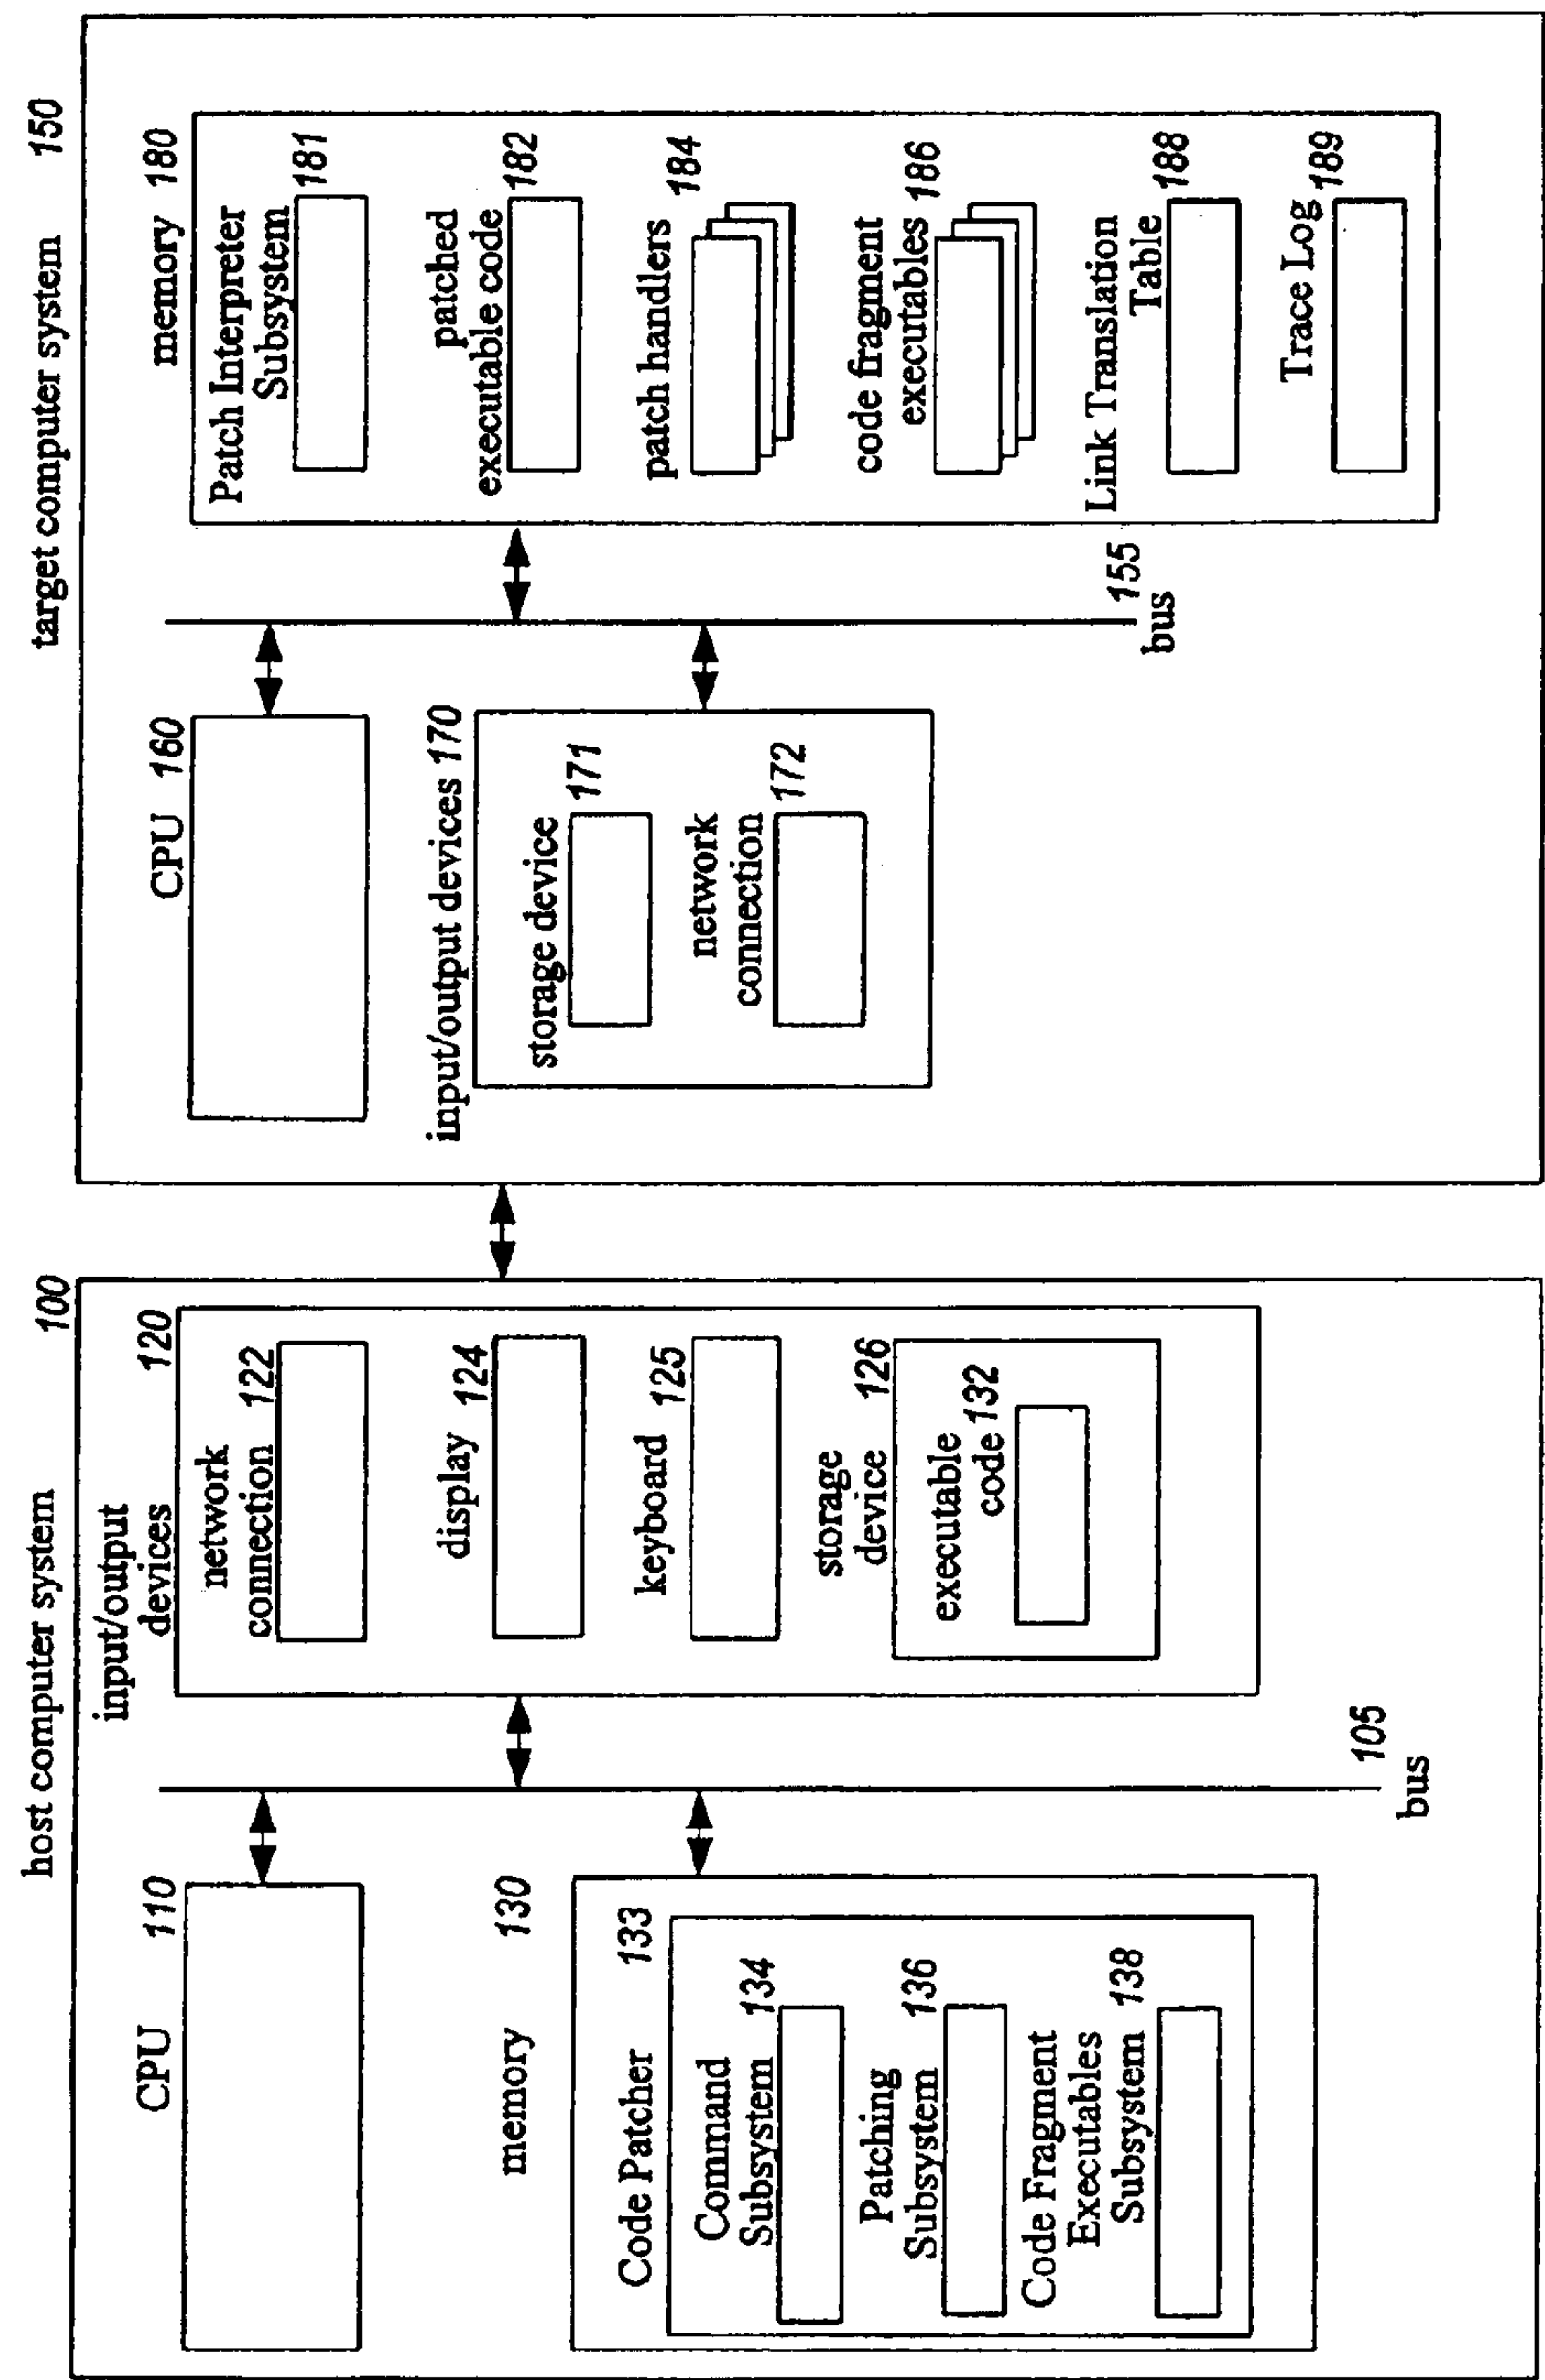 host computer system 100
CPU 110
memory 130
Code Patcher 133
Command
Subsystem 134
Patching
Subsystem 136
Code Fragment
Executables
Subsystem 138
105
bus
input/output
devices 120
network
connection 122
display 124
keyboard 125
storage
device 126
executable
code 132
target computer system 150
CPU 160
input/output devices 170
storage device 171
network
connection 172
155
bus
memory 180
Patch Interpreter
Subsystem 181
patched
executable code 182
patch handlers 184
code fragment
executables 186
Link Translation
Table 188
Trace Log 189